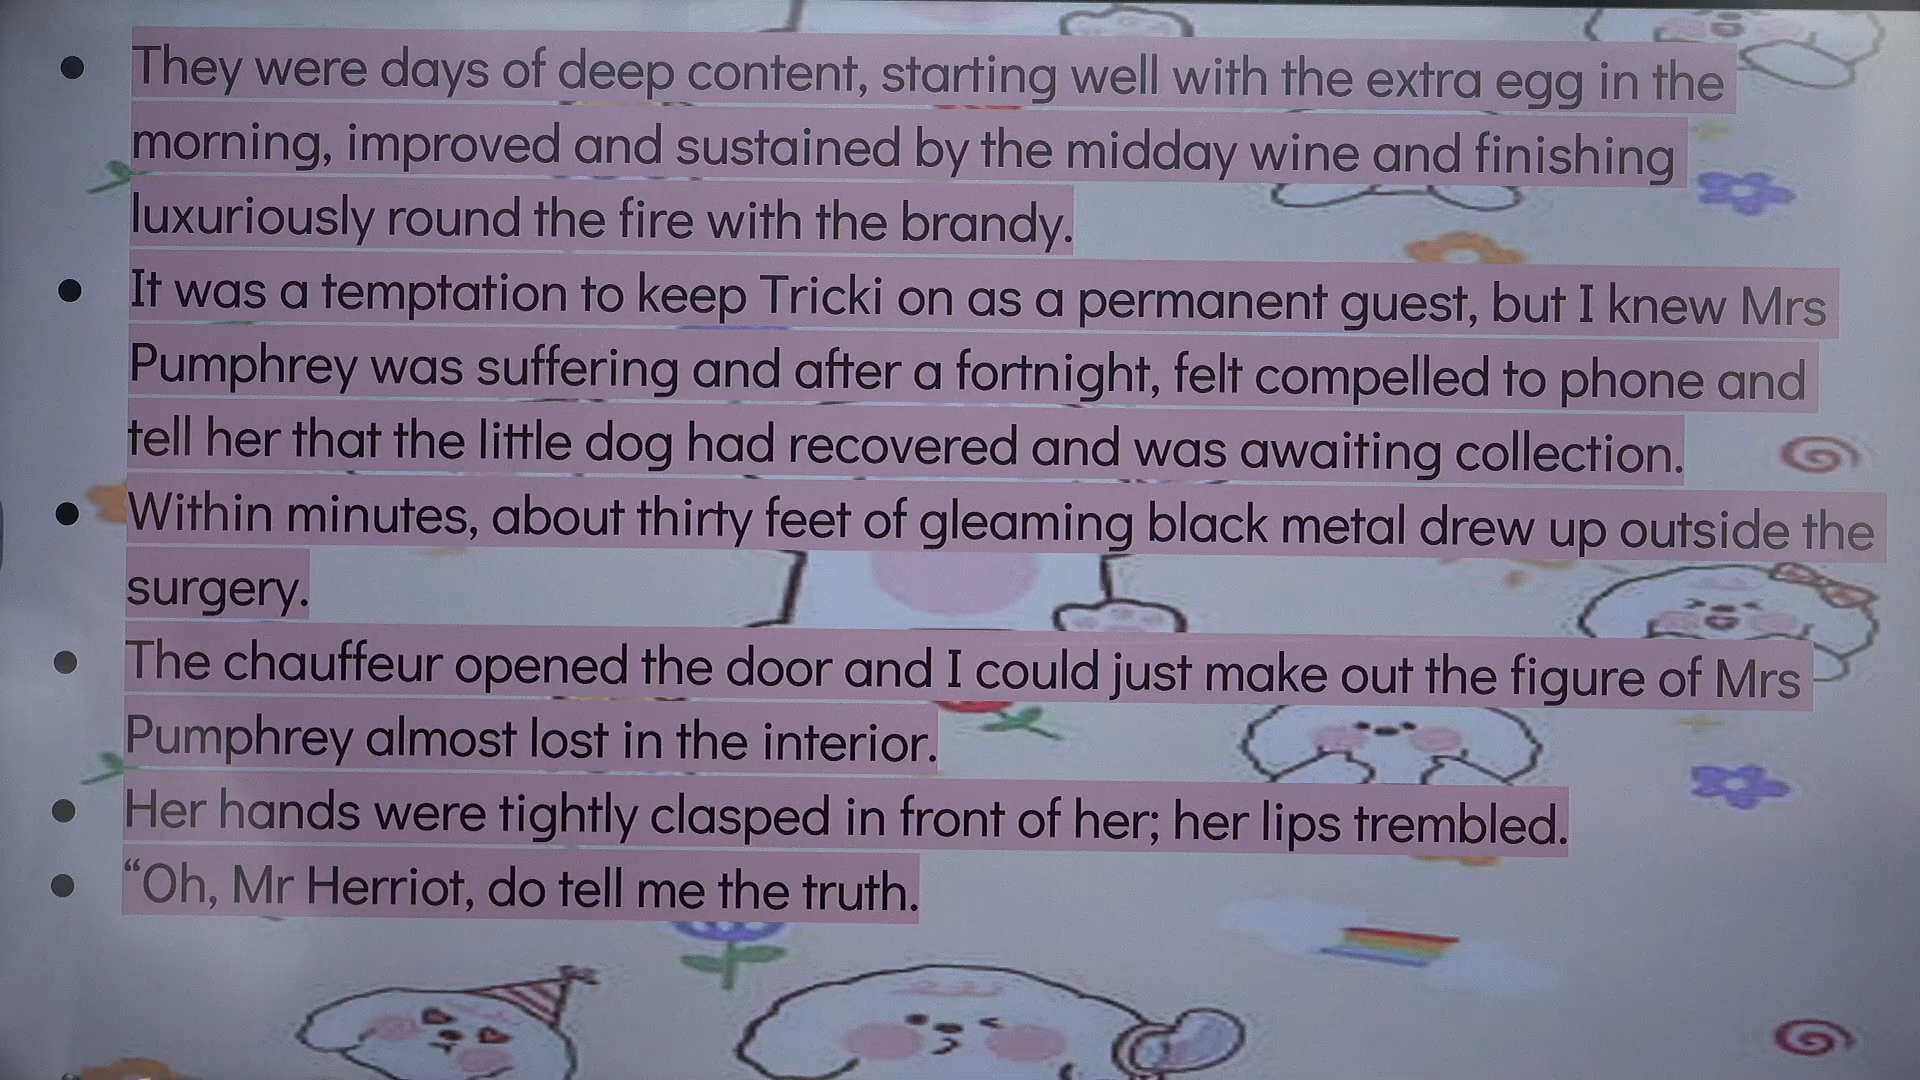 • They were days of deep content, starting well with the extra egg in the
morning, improved and sustained by the midday wine and finishing
luxuriously round the fire with the brandy.
• It was a temptation to keep Tricki on as a permanent guest, but I knew Mrs
Pumphrey was suffering and after a fortnight, felt compelled to phone and
tell her that the little dog had recovered and was awaiting collection.
• Within minutes, about thirty feet of gleaming black metal drew up outside the
surgery.
• The chauffeur opened the door and I could just make out the figure of Mrs
Pumphrey almost lost in the interior.
• Her hands were tightly clasped in front of her; her lips trembled.
• “Oh, Mr Herriot, do tell me the truth.